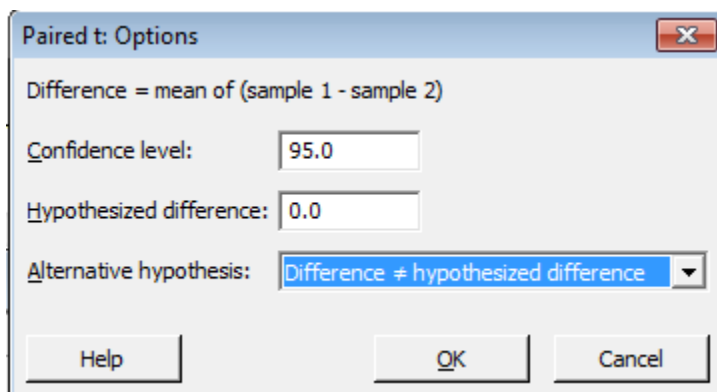 Paired t: Options
Difference = mean of (sample 1 - sample 2)
Confidence level: 95.0
Hypothesized difference: 0.0
Alternative hypothesis: Difference ≠ hypothesized difference
Help OK Cancel